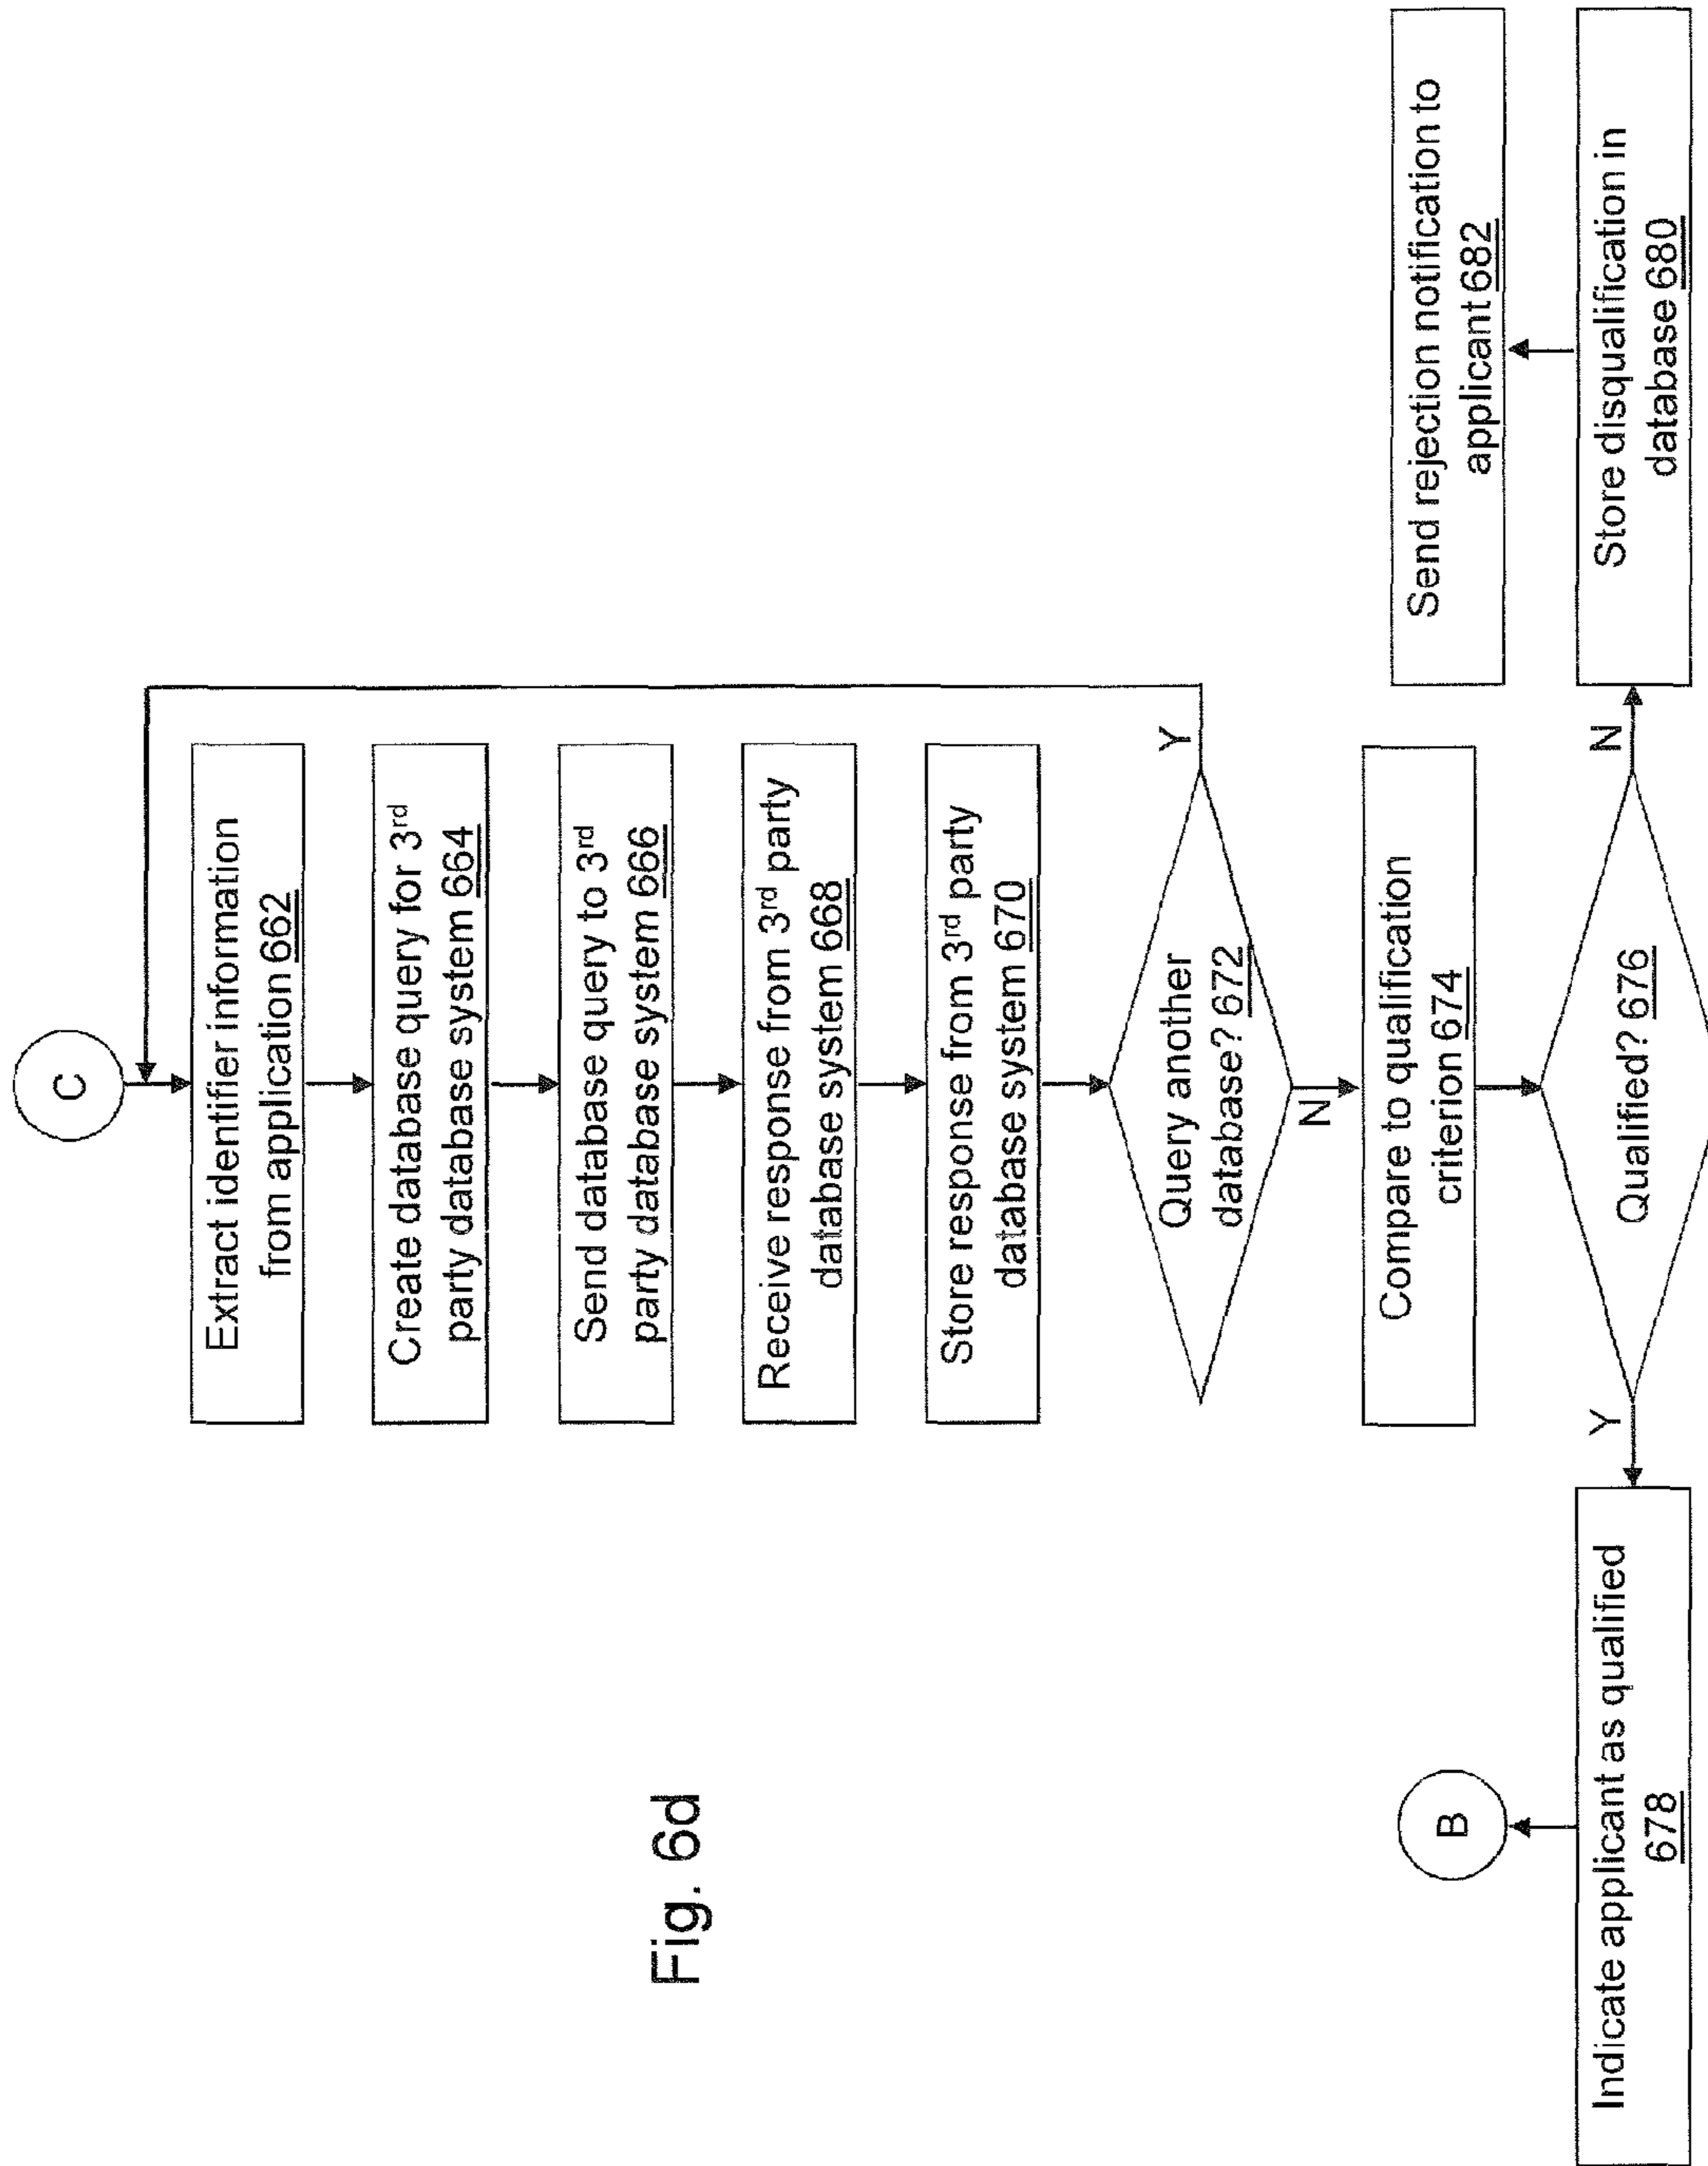 C
Extract identifier information
from application 662
Create database query for 3rd
party database system 664
Send database query to 3rd
party database system 666
Receive response from 3rd party
database system 668
Store response from 3rd party
database system 670
Query another
database? 672
Y
N
Compare to qualification
criterion 674
Qualified? 676
Y
N
Indicate applicant as qualified
678
B
Store disqualification in
database 680
Send rejection notification to
applicant 682
Fig. 6d